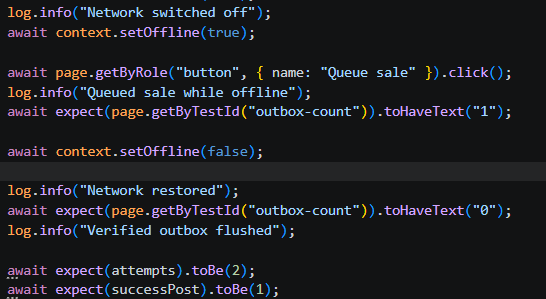 log.info("Network switched off");
await context.setOffline(true);
await page.getByRole("button", { name: "Queue sale" }).click();
log.info("Queued sale while offline");
await expect(page.getByTestId("outbox-count")).toHaveText("1");
await context.setOffline(false);
log.info("Network restored");
await expect(page.getByTestId("outbox-count")).toHaveText("0");
log.info("Verified outbox flushed");
await expect(attempts).toBe(2);
await expect(successPost).toBe(1);